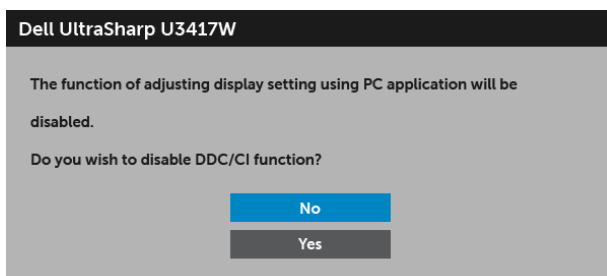 Dell UltraSharp U3417W
The function of adjusting display setting using PC application will be
disabled.
Do you wish to disable DDC/CI function?
No
Yes